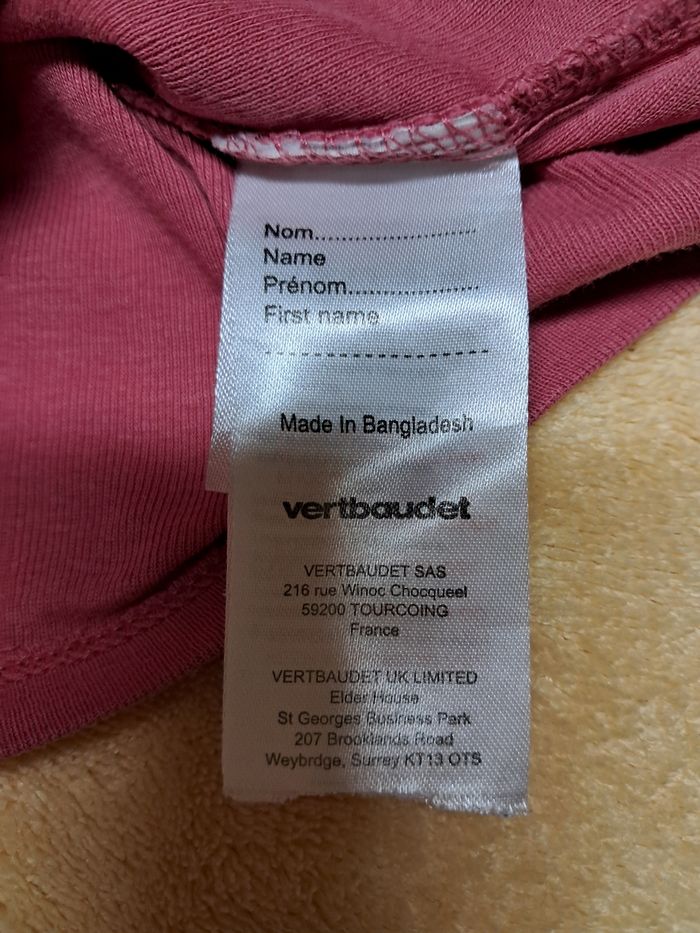 Nom..............................
Name
Prénom........................
First name
--------------------------------
Made In Bangladesh
vertbaudet
VERTBAUDET SAS
216 rue Winoc Chocqueel
59200 TOURCOING
France
VERTBAUDET UK LIMITED
Elder House
St Georges Business Park
207 Brooklands Road
Weybrdge, Surrey KT13 OTS